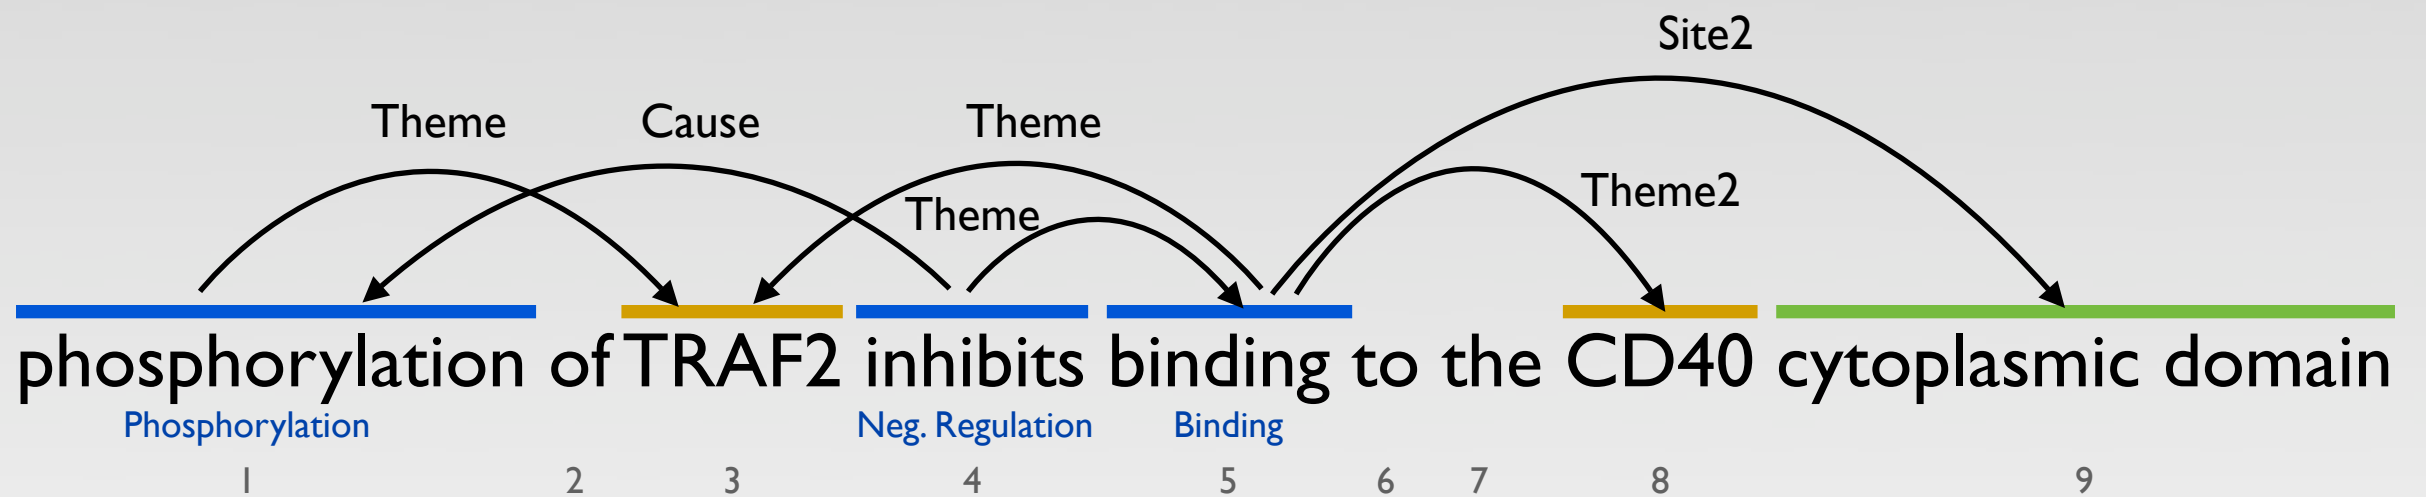 Site2
Theme Cause Theme
Theme2
Theme
phosphorylation of TRAF2 inhibits binding to the CD40 cytoplasmic domain
Phosphorylation Neg. Regulation Binding
1 2 3 4 5 6 7 8 9